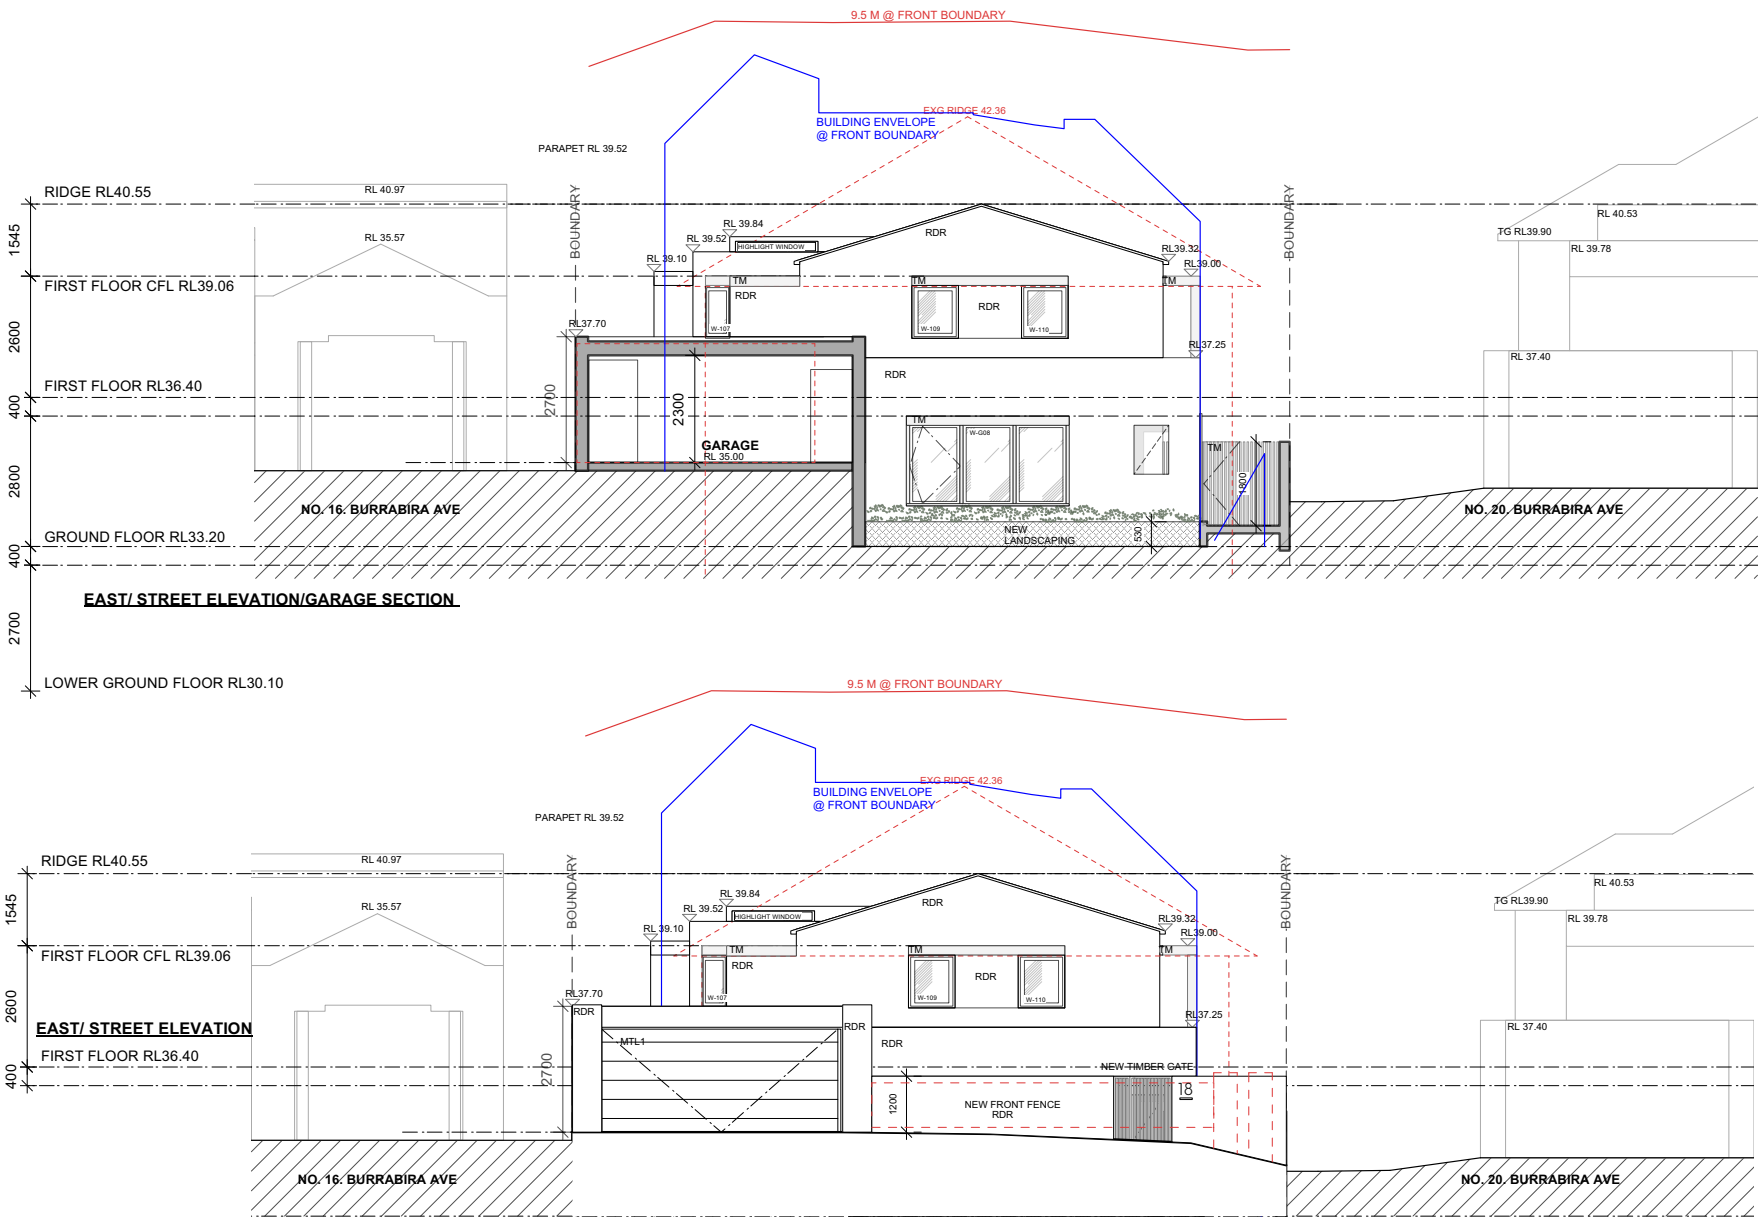 9.5 M @ FRONT BOUNDARY
EXG RIDGE 42.36
BUILDING ENVELOPE
@ FRONT BOUNDARY
PARAPET RL 39.52
RIDGE RL40.55
RL 40.97
BOUNDARY
BOUNDARY
RL 40.53
RL 39.84
TG RL39.90
1545
RL 35.57
RL 39.52
HIGHLIGHT WINDOW
RDR
RL39.32
RL 39.78
RL 39.10
RL39.00
FIRST FLOOR CFL RL39.06
TM
TM
TM
RDR
RDR
W-107
W-109
W-110
RL37.70
2600
RL37.25
RL 37.40
FIRST FLOOR RL36.40
RDR
400
2700
2300
TM
W-G08
GARAGE
RL 35.00
TM
2800
1800
NO. 16. BURRABIRA AVE
NO. 20. BURRABIRA AVE
NEW
LANDSCAPING
530
GROUND FLOOR RL33.20
400
EAST/ STREET ELEVATION/GARAGE SECTION
2700
LOWER GROUND FLOOR RL30.10
9.5 M @ FRONT BOUNDARY
EXG RIDGE 42.36
BUILDING ENVELOPE
@ FRONT BOUNDARY
PARAPET RL 39.52
RIDGE RL40.55
RL 40.97
BOUNDARY
BOUNDARY
RL 40.53
RL 39.84
TG RL39.90
1545
RL 35.57
RL 39.52
HIGHLIGHT WINDOW
RDR
RL39.32
RL 39.78
RL 39.10
RL39.00
FIRST FLOOR CFL RL39.06
TM
TM
TM
RDR
RDR
W-107
W-109
W-110
RL37.70
2600
RDR
RDR
RL37.25
RL 37.40
EAST/ STREET ELEVATION
MTL1
RDR
FIRST FLOOR RL36.40
400
2700
NEW TIMBER GATE
18
1200
NEW FRONT FENCE
RDR
NO. 16. BURRABIRA AVE
NO. 20. BURRABIRA AVE